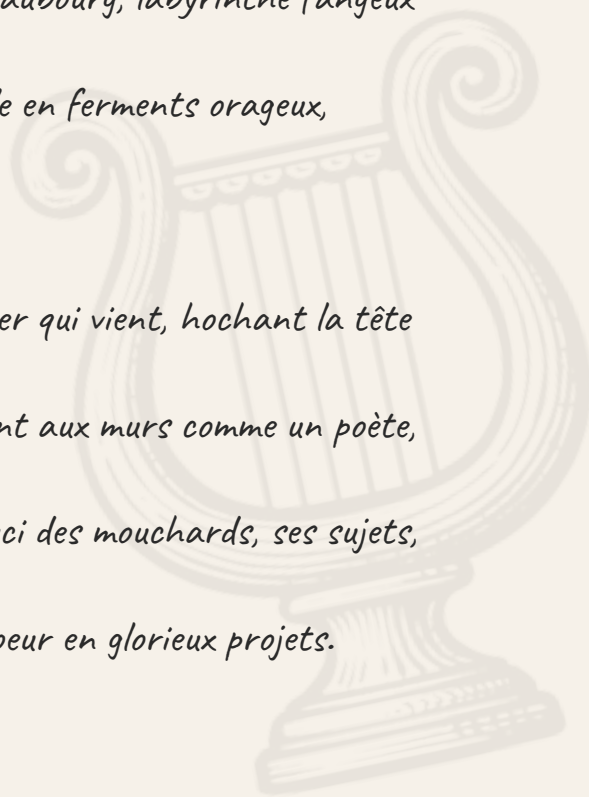 aubourg, labyrinthe fangeux
e en ferments orageux,
er qui vient, hochant la tête
nt aux murs comme un poète,
ci des mouchards, ses sujets,
oeur en glorieux projets.